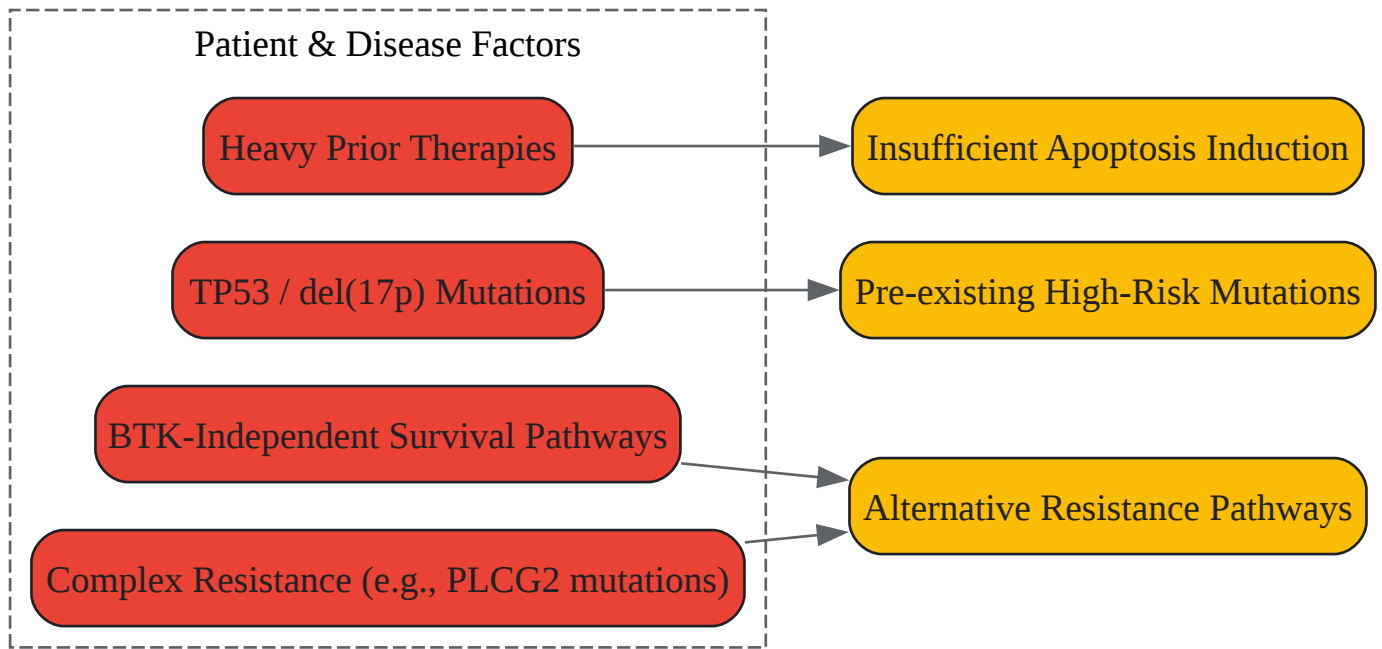 Patient & Disease Factors
Heavy Prior Therapies
Insufficient Apoptosis Induction
TP53 / del(17p) Mutations
Pre-existing High-Risk Mutations
BTK-Independent Survival Pathways
Alternative Resistance Pathways
Complex Resistance (e.g., PLCG2 mutations)